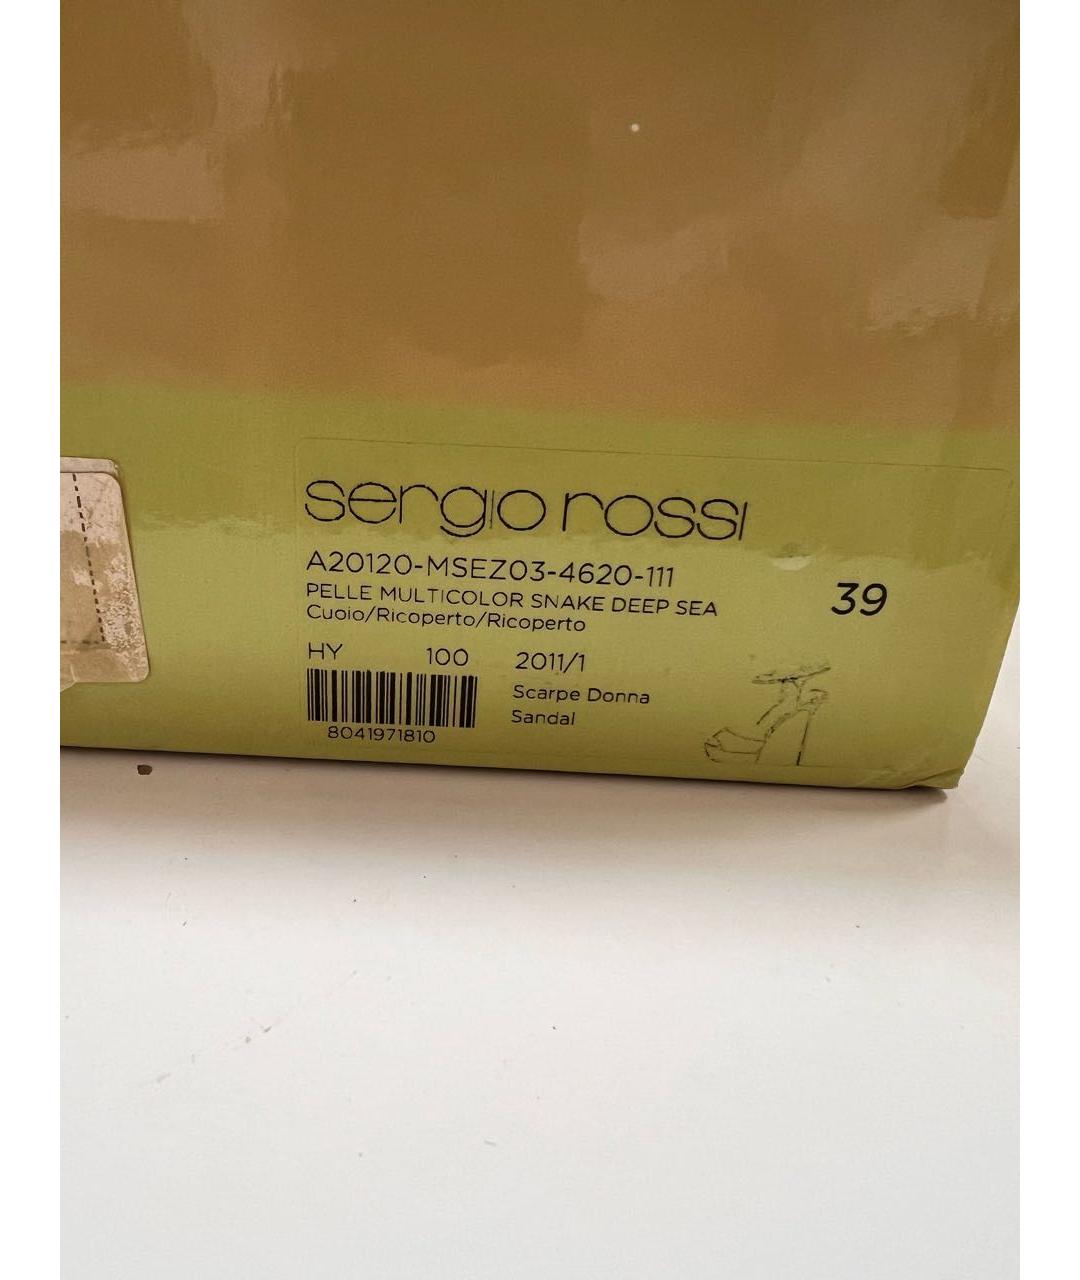 sergio rossi
A20120-MSEZ03-4620-111
PELLE MULTICOLOR SNAKE DEEP SEA
39
Cuoio/Ricoperto/Ricoperto
HY 100 2011/1
Scarpe Donna
Sandal
8041971810